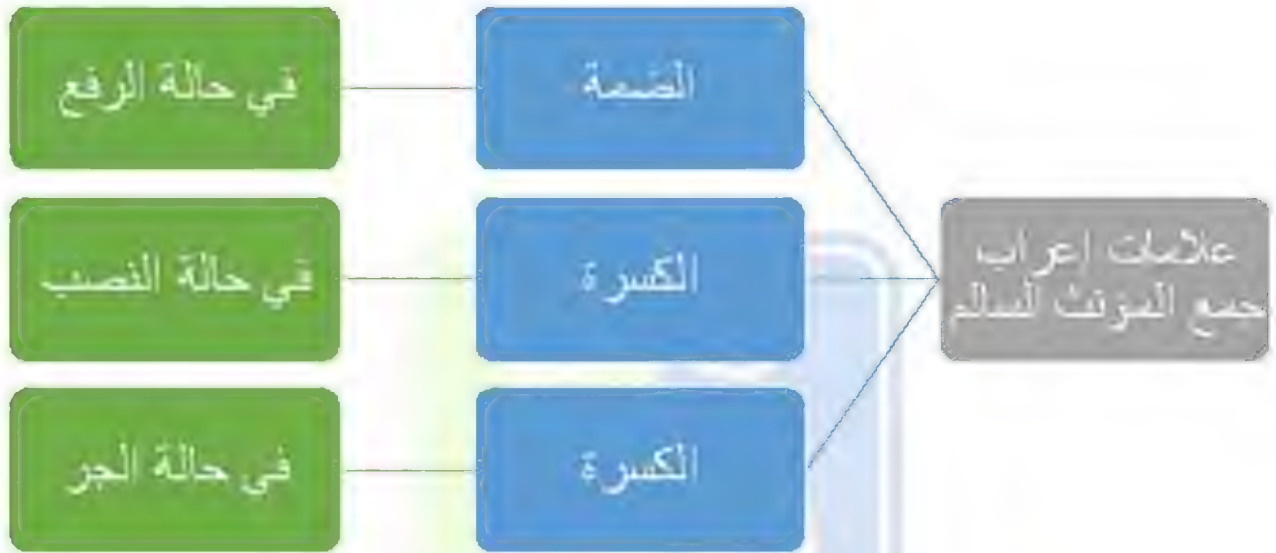 علامات إعراب
جمع المؤنث السالم
الضمة
في حالة الرفع
الكسرة
في حالة النصب
الكسرة
في حالة الجر